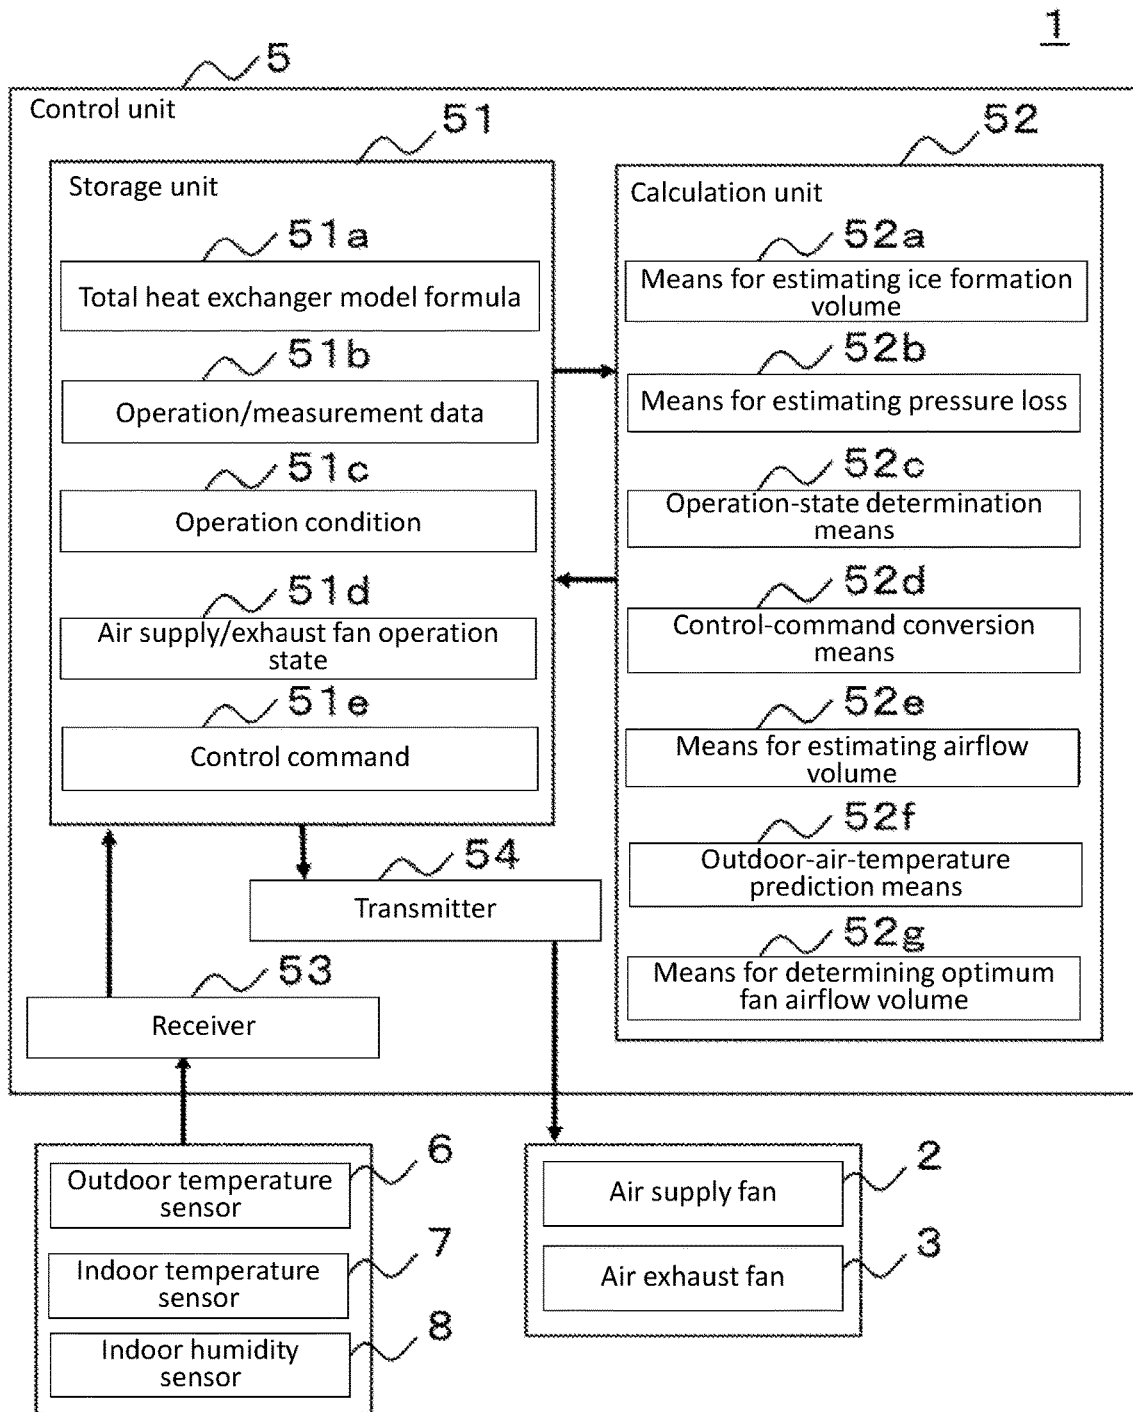 1
5
Control unit
51
Storage unit
51a
Total heat exchanger model formula
51b
Operation/measurement data
51c
Operation condition
51d
Air supply/exhaust fan operation
state
51e
Control command
52
Calculation unit
52a
Means for estimating ice formation
volume
52b
Means for estimating pressure loss
52c
Operation-state determination
means
52d
Control-command conversion
means
52e
Means for estimating airflow
volume
52f
Outdoor-air-temperature
prediction means
52g
Means for determining optimum
fan airflow volume
54
Transmitter
53
Receiver
6
Outdoor temperature
sensor
7
Indoor temperature
sensor
8
Indoor humidity
sensor
2
Air supply fan
3
Air exhaust fan